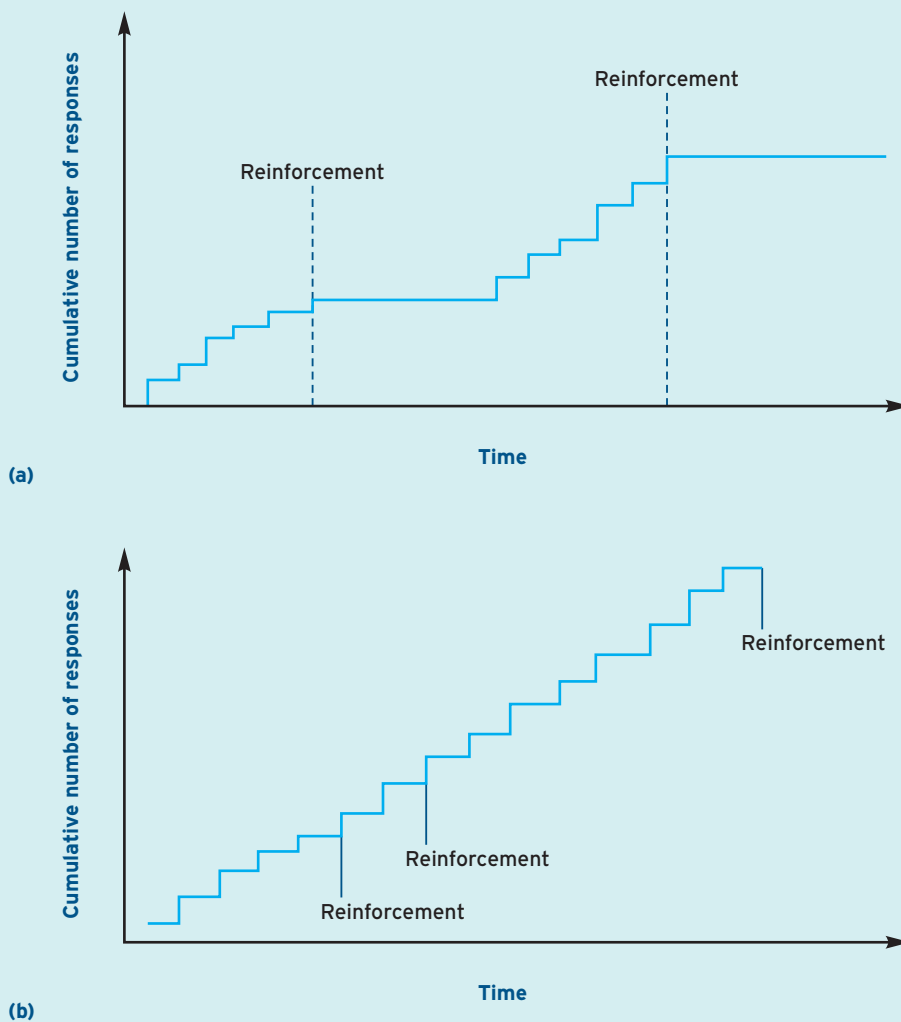 Cumulative number of responses
Reinforcement
Reinforcement
Time
(a)
Cumulative number of responses
Reinforcement
Reinforcement
Reinforcement
Time
(b)